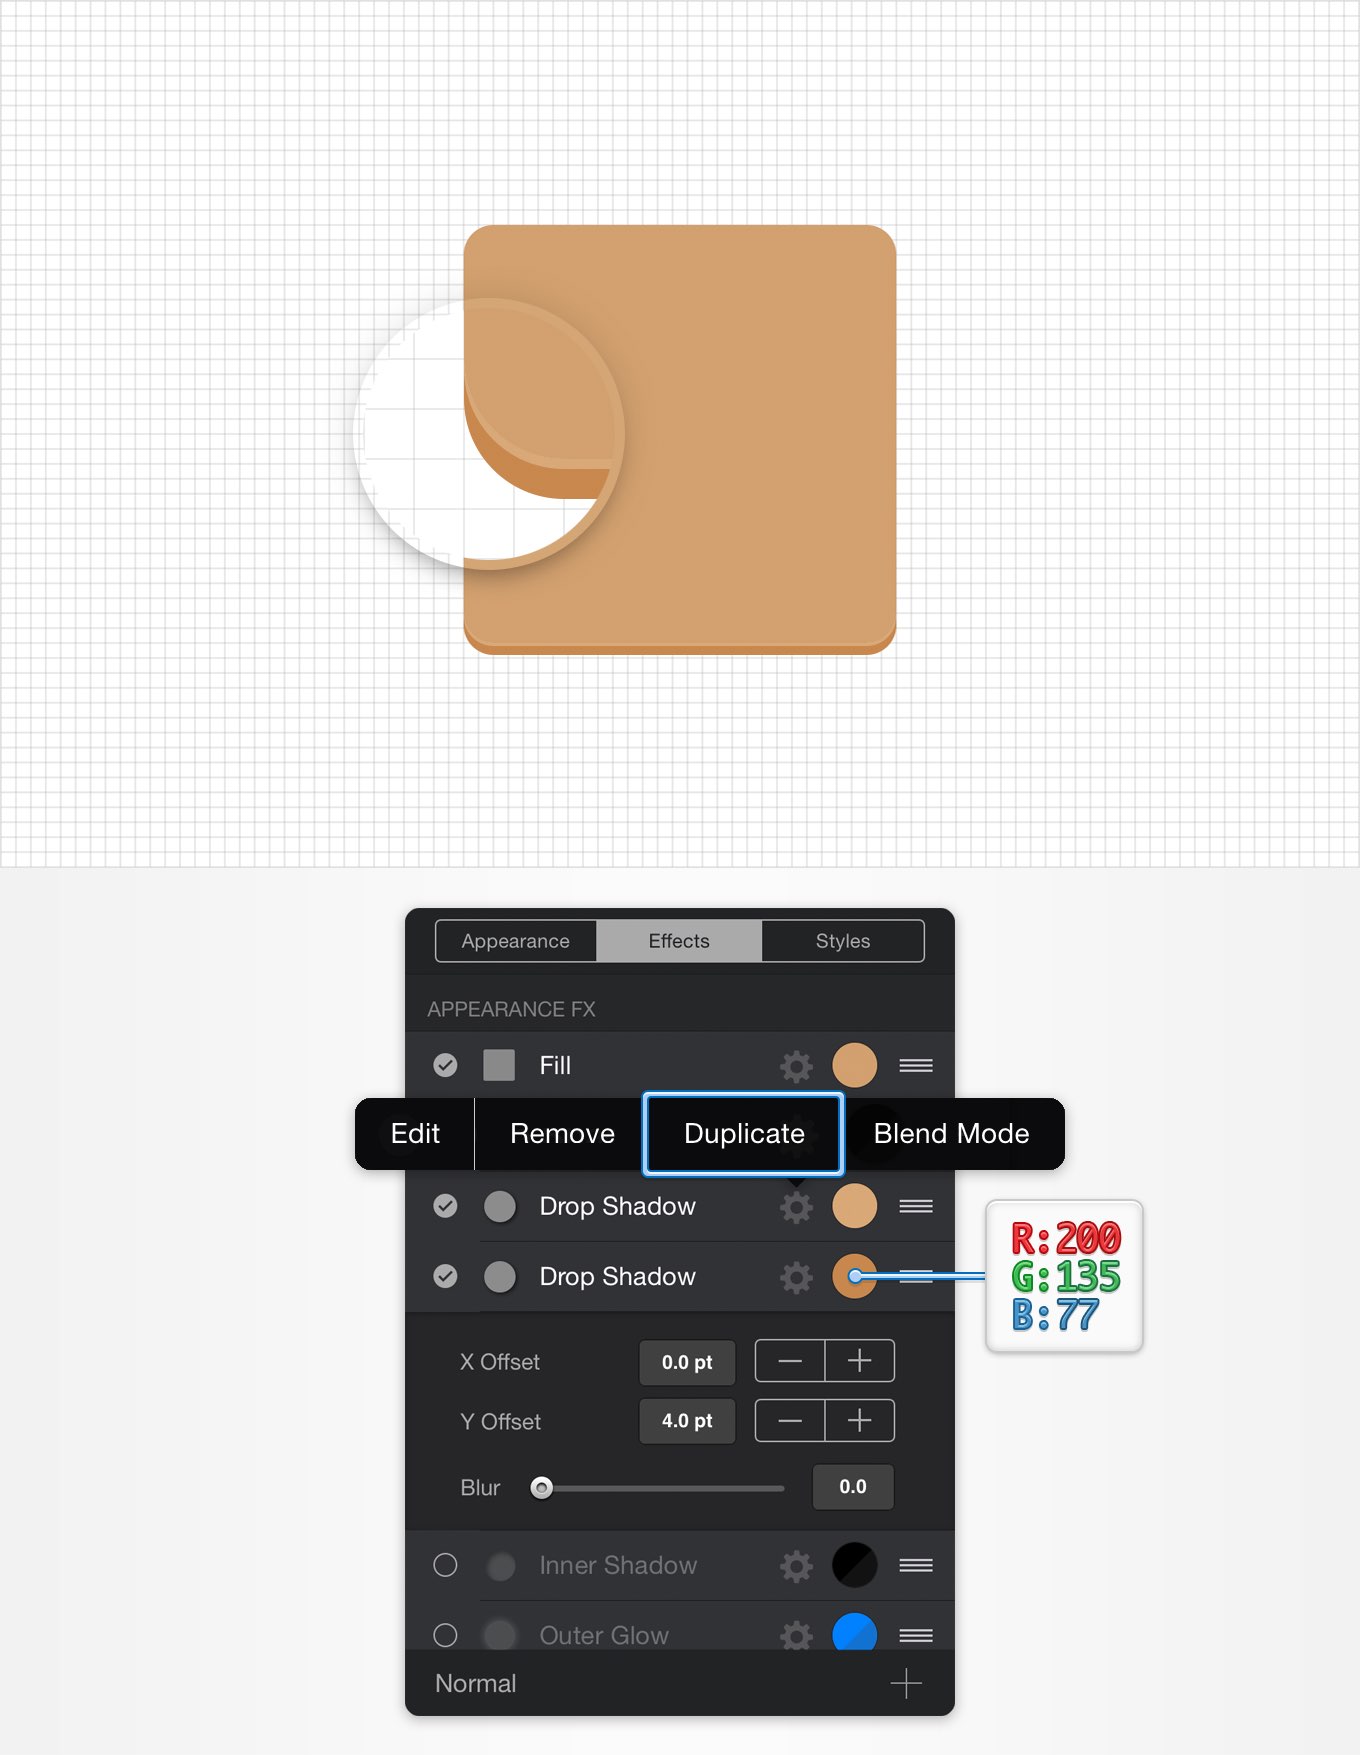 Appearance Effects Styles
APPEARANCE FX
Fill
Edit Remove Duplicate Blend Mode
Drop Shadow
Drop Shadow
R:200
G:135
B:77
X Offset 0.0 pt
Y Offset 4.0 pt
Blur 0.0
Inner Shadow
Outer Glow
Normal